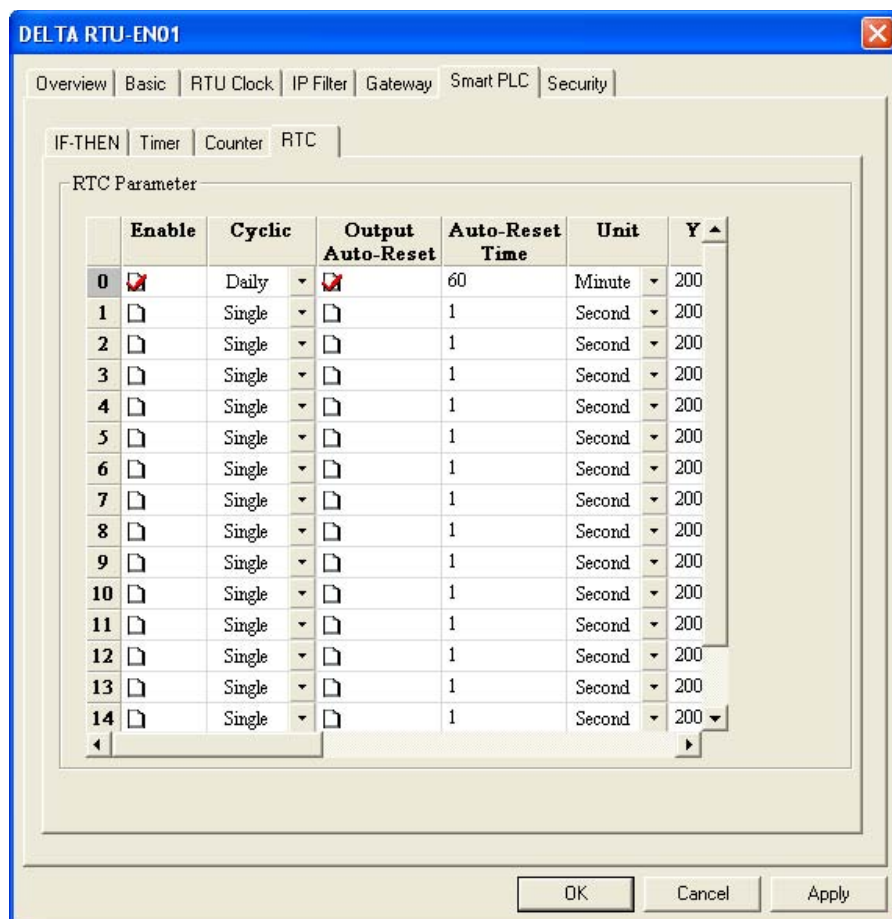 DELTA RTU-EN01
Overview Basic RTU Clock IP Filter Gateway Smart PLC Security
IF-THEN Timer Counter RTC
RTC Parameter
Enable Cyclic Output Auto-Reset Auto-Reset Time Unit Y
0 Daily 60 Minute 200
1 Single 1 Second 200
2 Single 1 Second 200
3 Single 1 Second 200
4 Single 1 Second 200
5 Single 1 Second 200
6 Single 1 Second 200
7 Single 1 Second 200
8 Single 1 Second 200
9 Single 1 Second 200
10 Single 1 Second 200
11 Single 1 Second 200
12 Single 1 Second 200
13 Single 1 Second 200
14 Single 1 Second 200
OK Cancel Apply